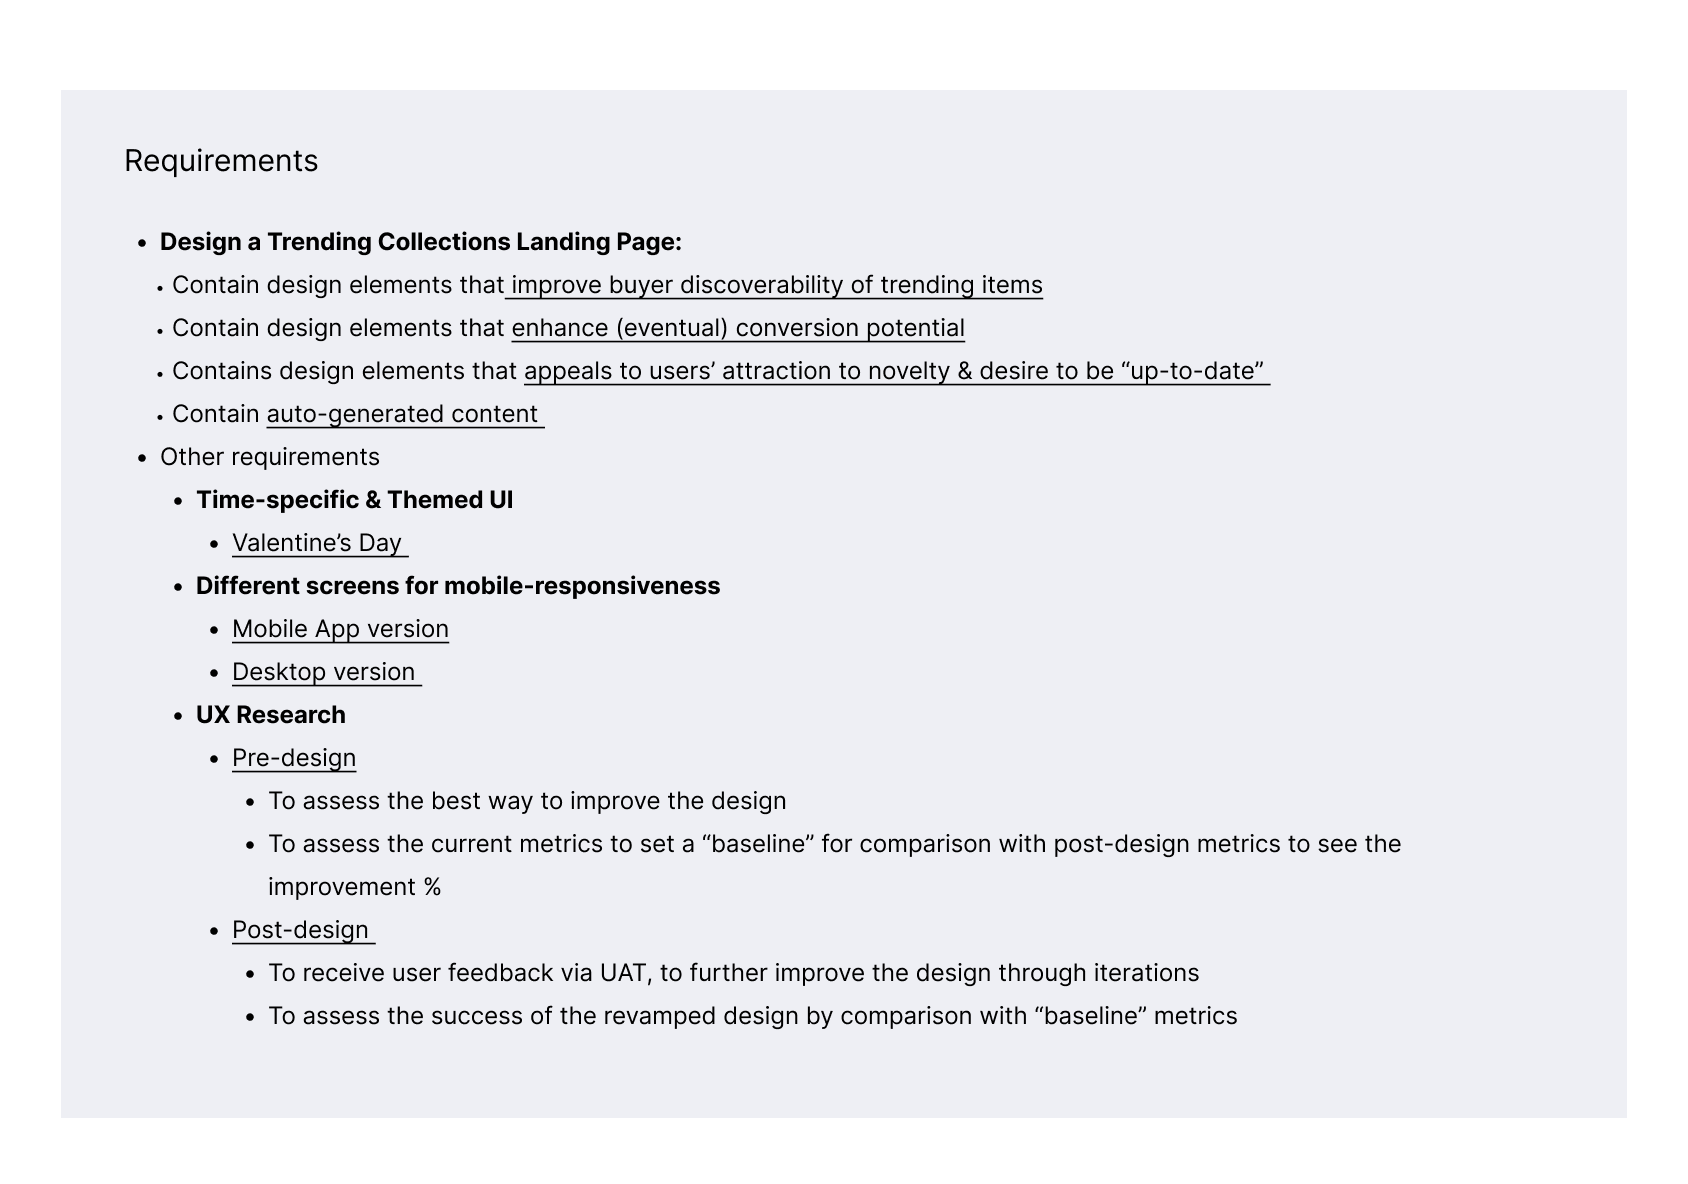 Requirements
• Design a Trending Collections Landing Page:
• Contain design elements that improve buyer discoverability of trending items
• Contain design elements that enhance (eventual) conversion potential
• Contains design elements that appeals to users’ attraction to novelty & desire to be “up-to-date”
• Contain auto-generated content
• Other requirements
• Time-specific & Themed UI
• Valentine’s Day
• Different screens for mobile-responsiveness
• Mobile App version
• Desktop version
• UX Research
• Pre-design
• To assess the best way to improve the design
• To assess the current metrics to set a “baseline” for comparison with post-design metrics to see the
improvement %
• Post-design
• To receive user feedback via UAT, to further improve the design through iterations
• To assess the success of the revamped design by comparison with “baseline” metrics